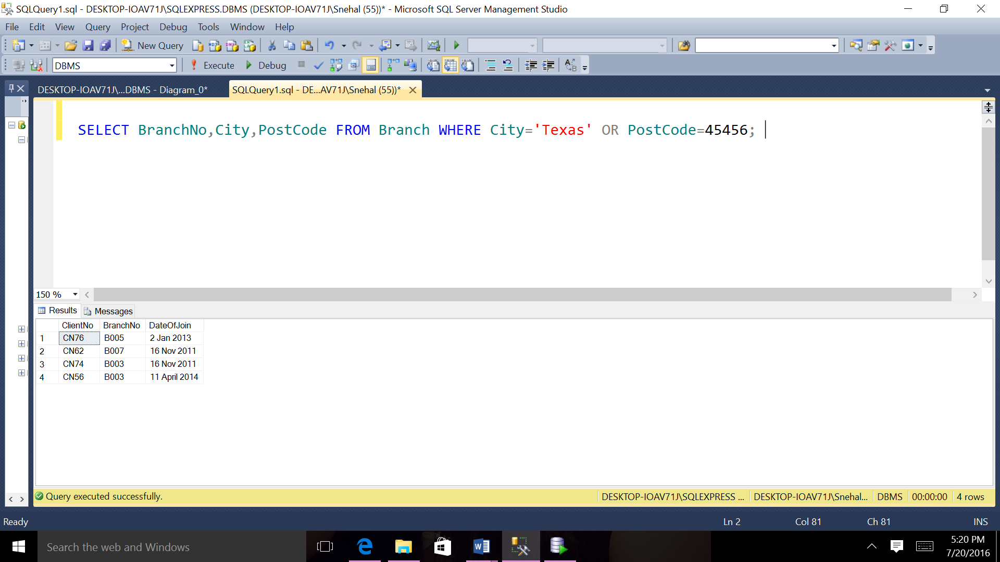 SQLQuery1.sql - DESKTOP-IOAV71J\SQLEXPRESS.DBMS (DESKTOP-IOAV71J\Snehal (55))* - Microsoft SQL Server Management Studio
File Edit View Query Project Debug Tools Window Help
New Query
DBMS Execute Debug
DESKTOP-IOAV71J\...DBMS - Diagram_0* SQLQuery1.sql - DE...AV71J\Snehal (55))*
SELECT BranchNo,City,PostCode FROM Branch WHERE City='Texas' OR PostCode=45456;
150 %
Results Messages
ClientNo BranchNo DateOfJoin
1 CN76 B005 2 Jan 2013
2 CN62 B007 16 Nov 2011
3 CN74 B003 16 Nov 2011
4 CN56 B003 11 April 2014
Query executed successfully. DESKTOP-IOAV71J\SQLEXPRESS ... DESKTOP-IOAV71J\Snehal... DBMS 00:00:00 4 rows
Ready Ln 2 Col 81 Ch 81 INS
Search the web and Windows
5:20 PM
7/20/2016